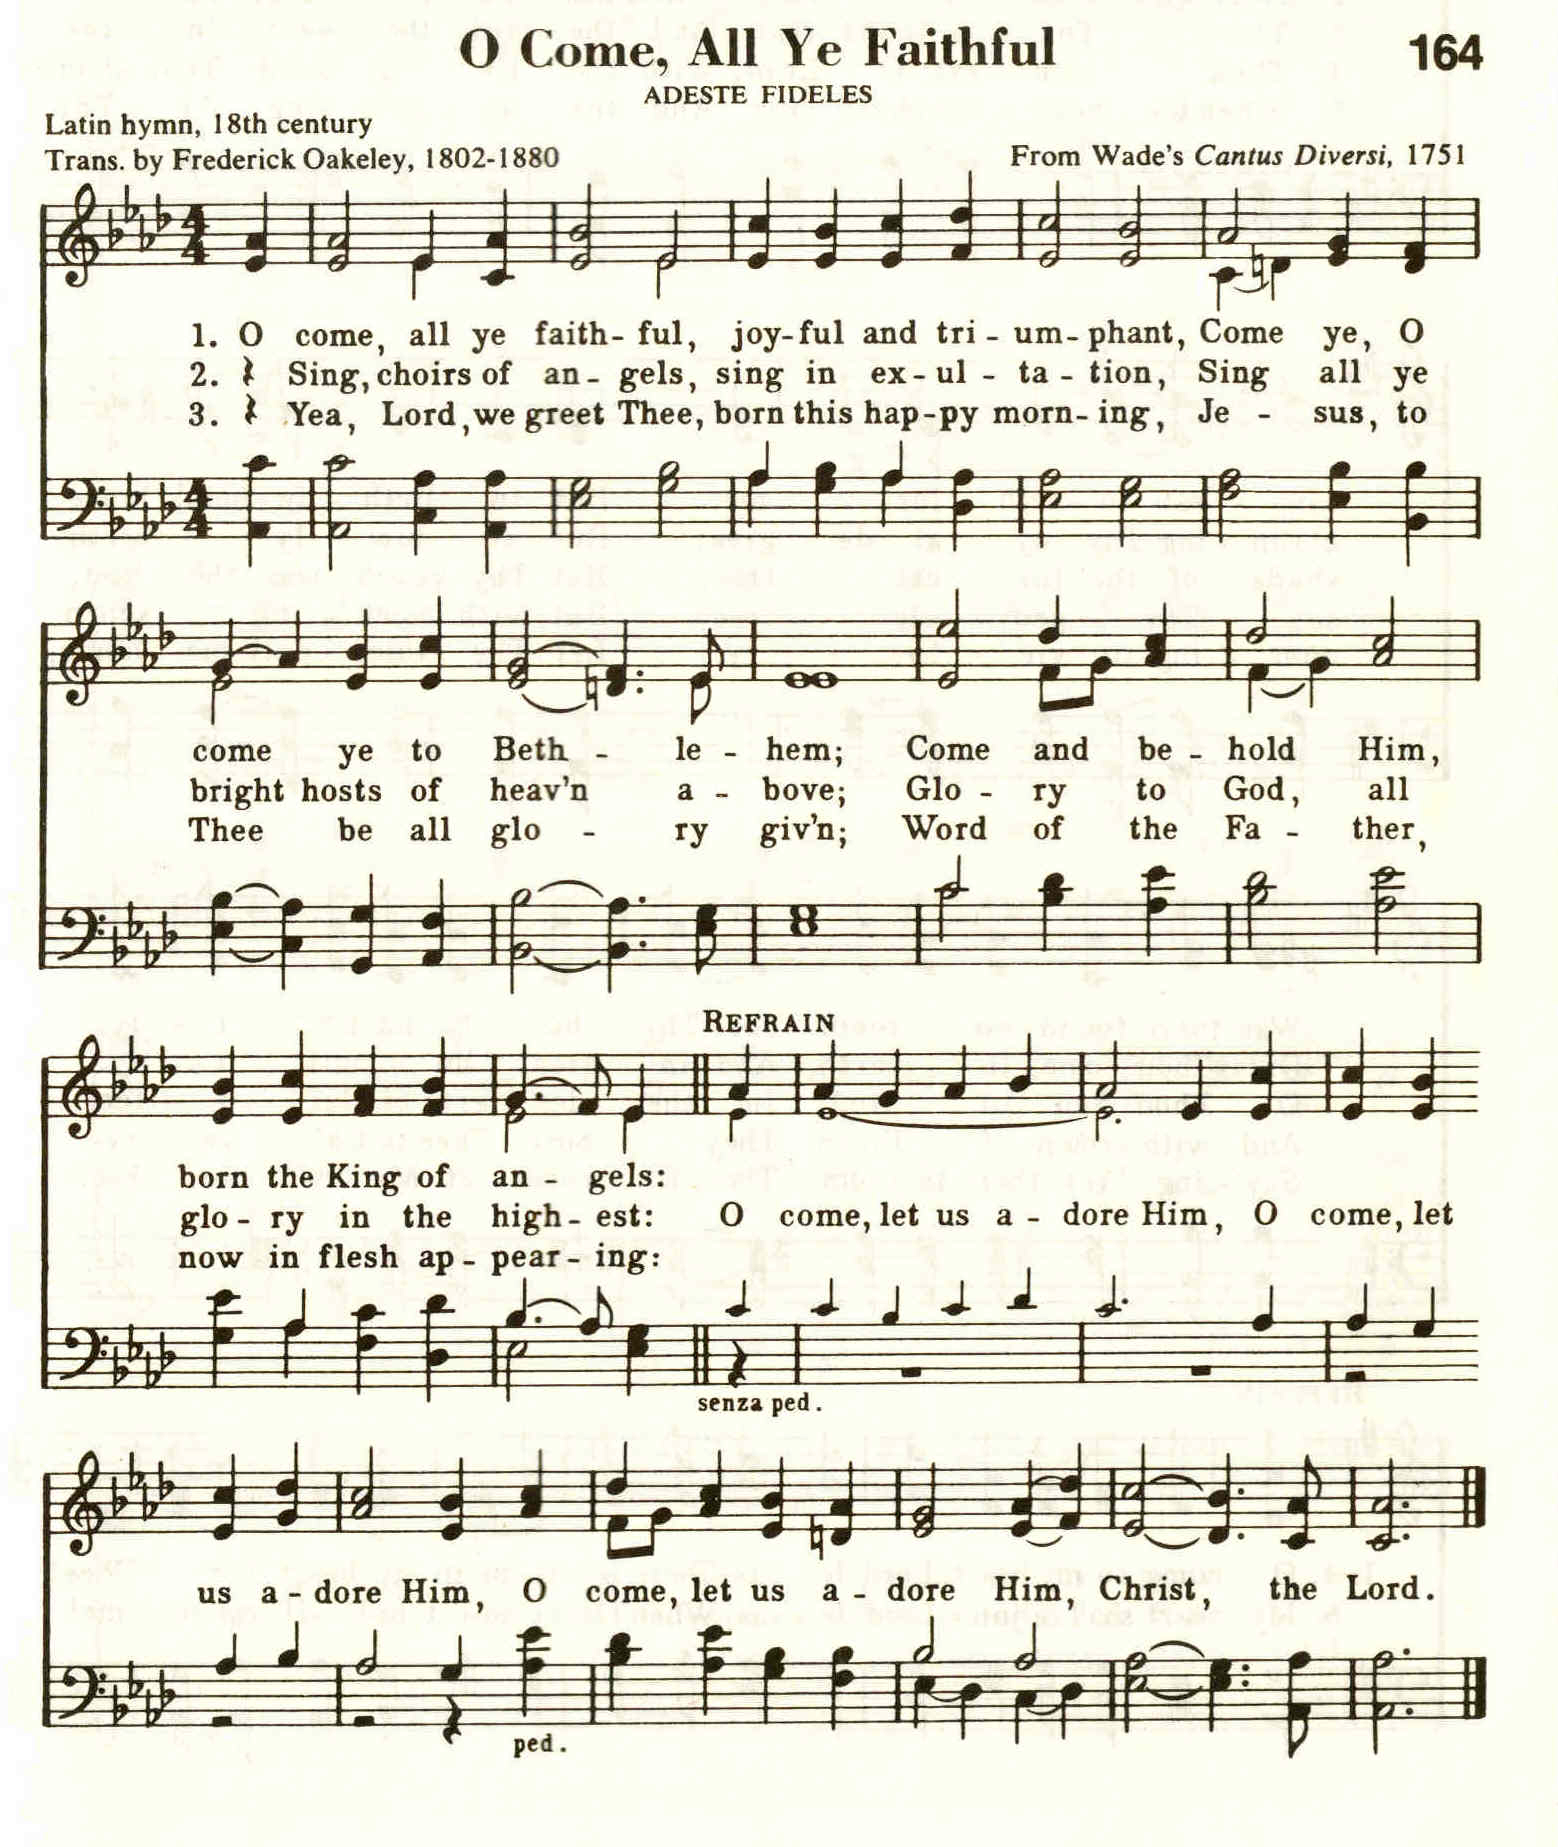 O Come, All Ye Faithful 164
ADESTE FIDELES
Latin hymn, 18th century
Trans. by Frederick Oakeley, 1802-1880 From Wade's Cantus Diversi, 1751
4 4
1. O come, all ye faith- ful, joy-ful and tri - um- phant, Come ye, O
2. Sing, choirs of an - gels, sing in ex - ul - ta - tion, Sing all ye
3. Yea, Lord, we greet Thee, born this hap-py morn- ing, Je - sus, to
4 4
come ye to Beth - le - hem; Come and be - hold Him,
bright hosts of heav'n a - bove; Glo - ry to God, all
Thee be all glo - ry giv'n; Word of the Fa - ther,
REFRAIN
born the King of an - gels:
glo - ry in the high- est: O come, let us a - dore Him, O come, let
now in flesh ap - pear- ing:
senza ped.
us a - dore Him, O come, let us a - dore Him, Christ, the Lord.
ped.